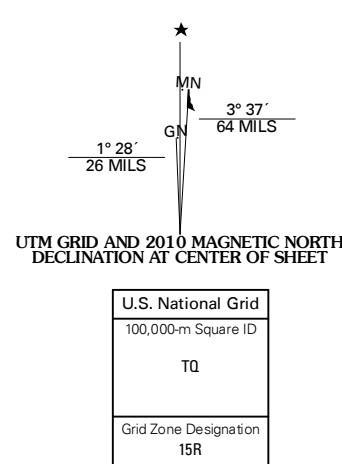 MN
3° 37´
64 MILS
GN
1° 28´
26 MILS
UTM GRID AND 2010 MAGNETIC NORTH
DECLINATION AT CENTER OF SHEET
U.S. National Grid
100,000-m Square ID
TQ
Grid Zone Designation
15R